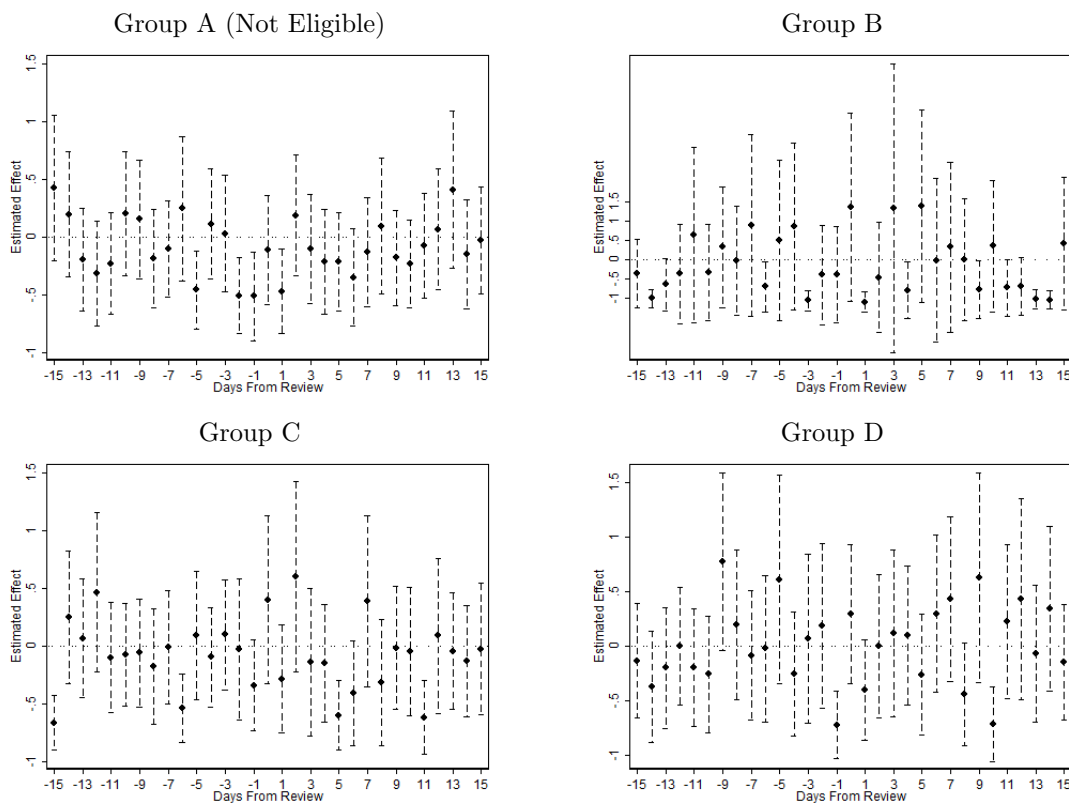 Group A (Not Eligible)
Estimated Effect
1.5
1
.5
0
-.5
-1
-15 -13 -11 -9 -7 -5 -3 -1 1 3 5 7 9 11 13 15
Days From Review
Group B
Estimated Effect
1.5
1
.5
0
-.5
-1
-15 -13 -11 -9 -7 -5 -3 -1 1 3 5 7 9 11 13 15
Days From Review
Group C
Estimated Effect
1.5
1
.5
0
-.5
-1
-15 -13 -11 -9 -7 -5 -3 -1 1 3 5 7 9 11 13 15
Days From Review
Group D
Estimated Effect
1.5
1
.5
0
-.5
-1
-15 -13 -11 -9 -7 -5 -3 -1 1 3 5 7 9 11 13 15
Days From Review